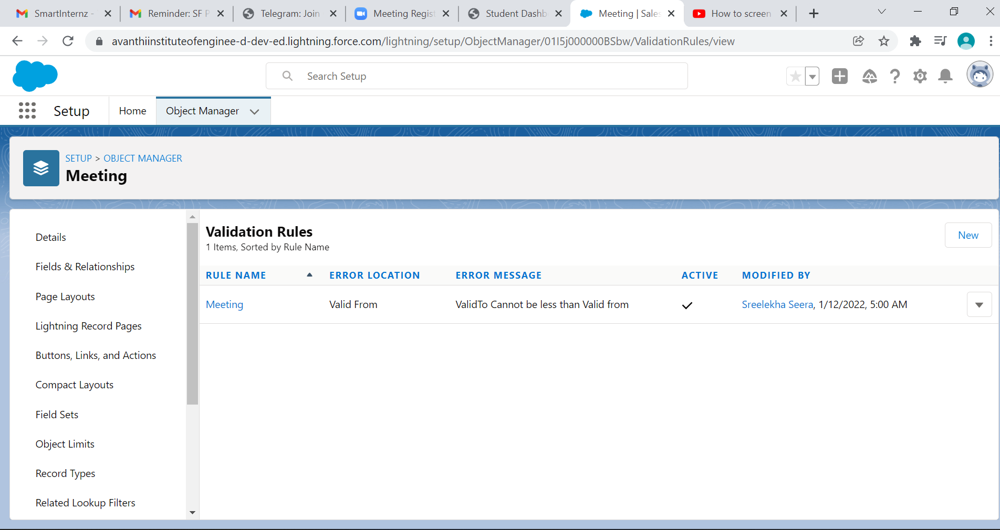 SmartInternz -
Reminder: SF P
Telegram: Join
Meeting Regist
Student Dashb
Meeting | Sales
How to screen
avanthiinstituteofenginee-d-dev-ed.lightning.force.com/lightning/setup/ObjectManager/01I5j000000BSbw/ValidationRules/view
Search Setup
Setup
Home
Object Manager
SETUP > OBJECT MANAGER
Meeting
Details
Fields & Relationships
Page Layouts
Lightning Record Pages
Buttons, Links, and Actions
Compact Layouts
Field Sets
Object Limits
Record Types
Related Lookup Filters
Validation Rules
1 Items, Sorted by Rule Name
New
RULE NAME ERROR LOCATION ERROR MESSAGE ACTIVE MODIFIED BY
Meeting Valid From ValidTo Cannot be less than Valid from Sreelekha Seera, 1/12/2022, 5:00 AM